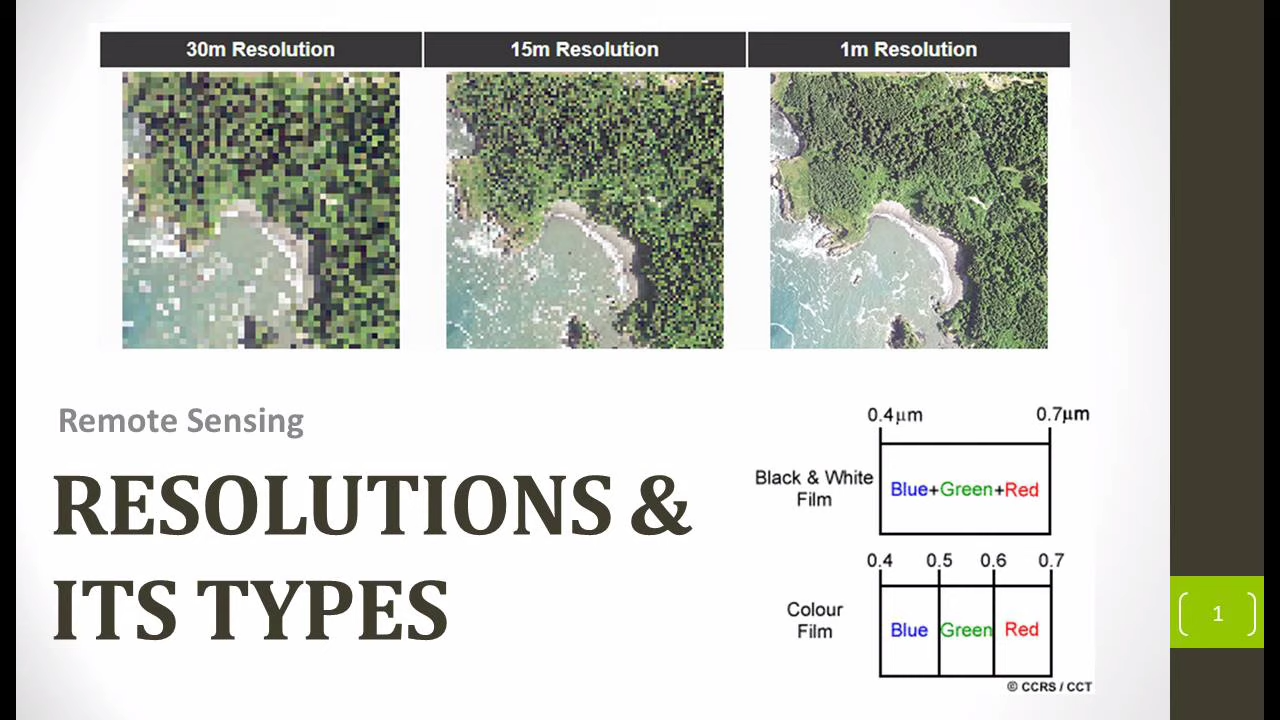 30m Resolution
15m Resolution
1m Resolution
Remote Sensing
RESOLUTIONS &
ITS TYPES
0.4μm
0.7μm
Black & White
Film
Blue+Green+Red
0.4
0.5
0.6
0.7
Colour
Film
Blue
Green
Red
© CCRS / CCT
1